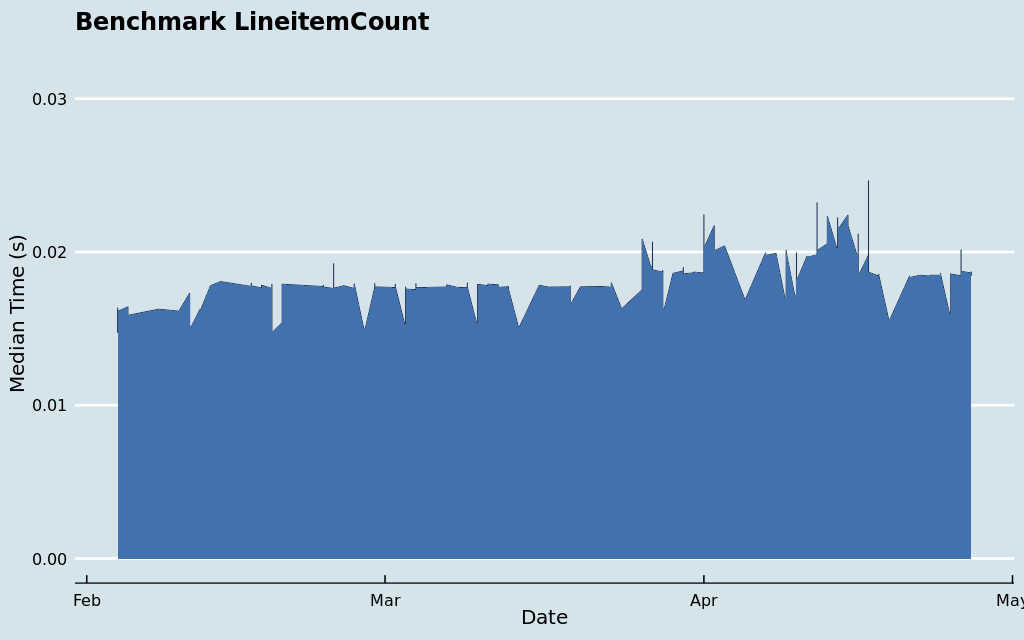 Benchmark LineitemCount
Median Time (s)
0.03
0.02
0.01
0.00
Feb
Mar
Apr
May
Date